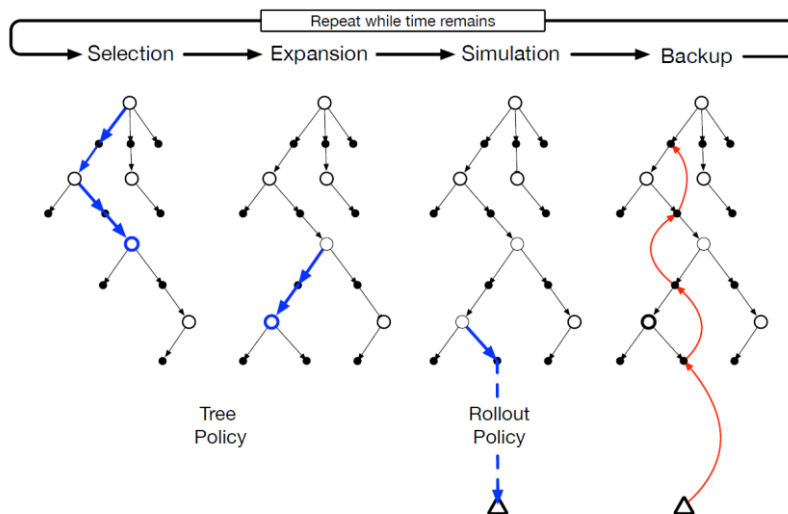 Repeat while time remains
Selection
Expansion
Simulation
Backup
Tree
Policy
Rollout
Policy